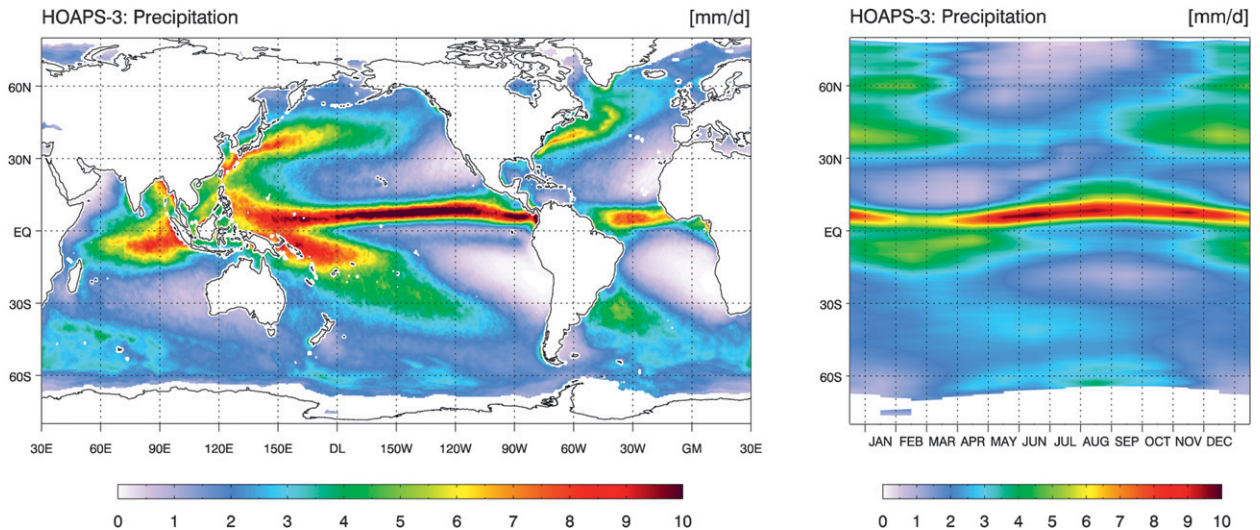 HOAPS-3: Precipitation [mm/d]
60N
30N
EQ
30S
60S
30E 60E 90E 120E 150E DL 150W 120W 90W 60W 30W GM 30E
0 1 2 3 4 5 6 7 8 9 10
HOAPS-3: Precipitation [mm/d]
60N
30N
EQ
30S
60S
JAN FEB MAR APR MAY JUN JUL AUG SEP OCT NOV DEC
0 1 2 3 4 5 6 7 8 9 10